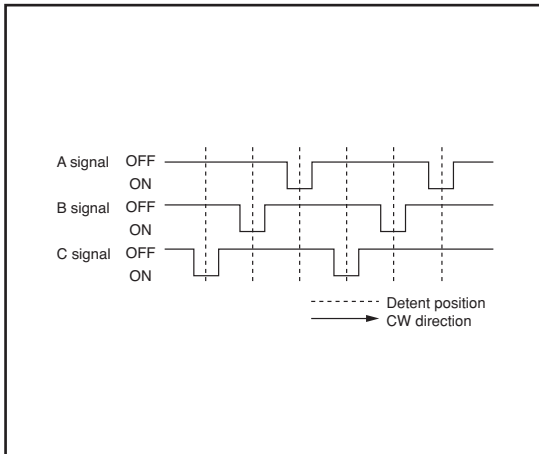 A signal OFF
ON
B signal OFF
ON
C signal OFF
ON
Detent position
CW direction